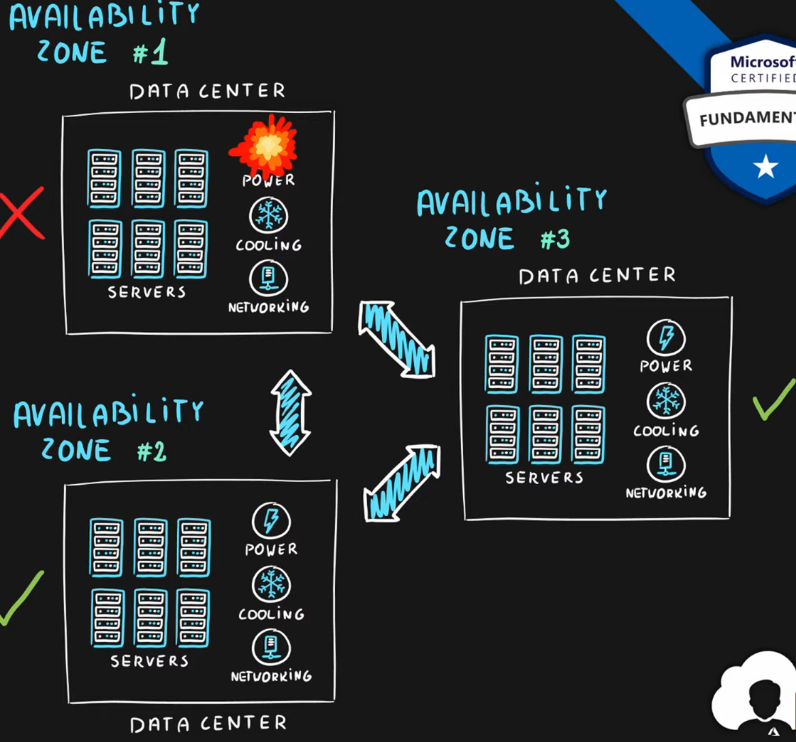 AVAILABILITY
ZONE #1
DATA CENTER
POWER
COOLING
NETWORKING
SERVERS
AVAILABILITY
ZONE #2
POWER
COOLING
NETWORKING
SERVERS
DATA CENTER
AVAILABILITY
ZONE #3
DATA CENTER
POWER
COOLING
NETWORKING
SERVERS
Microsof
CERTIFIED
FUNDAMENT